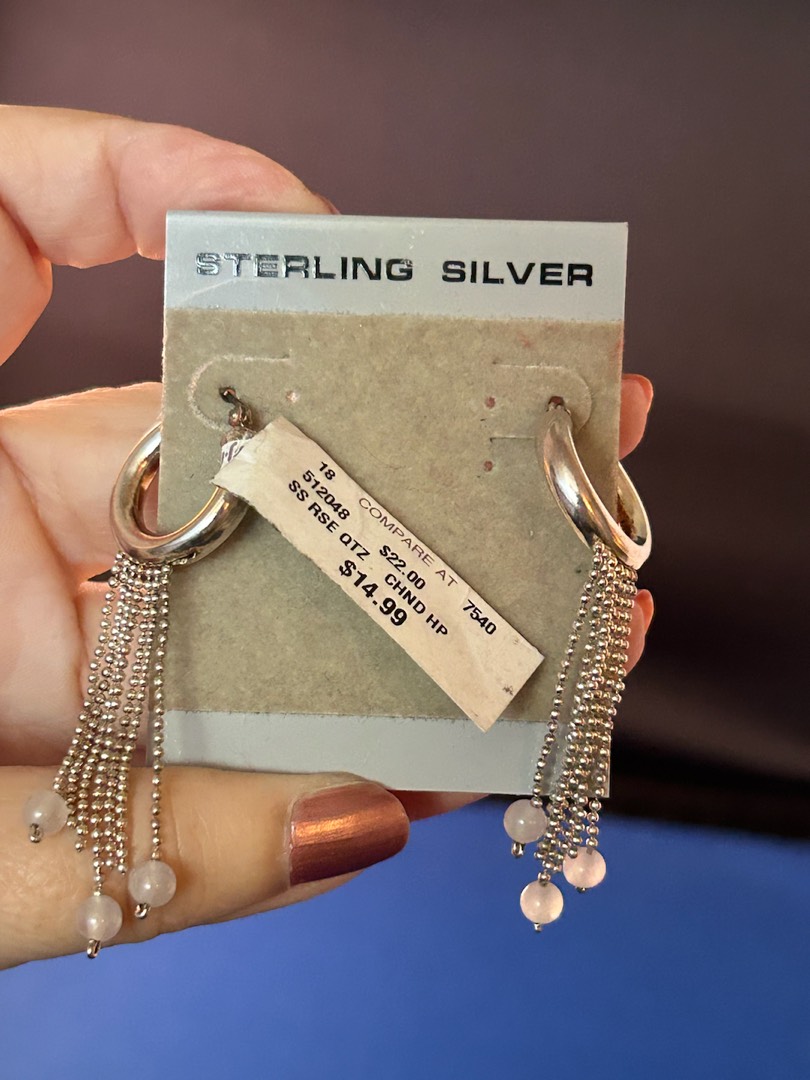 STERLING SILVER
18 COMPARE AT 7540
512048 $22.00
SS RSE QTZ CHND HP
$14.99